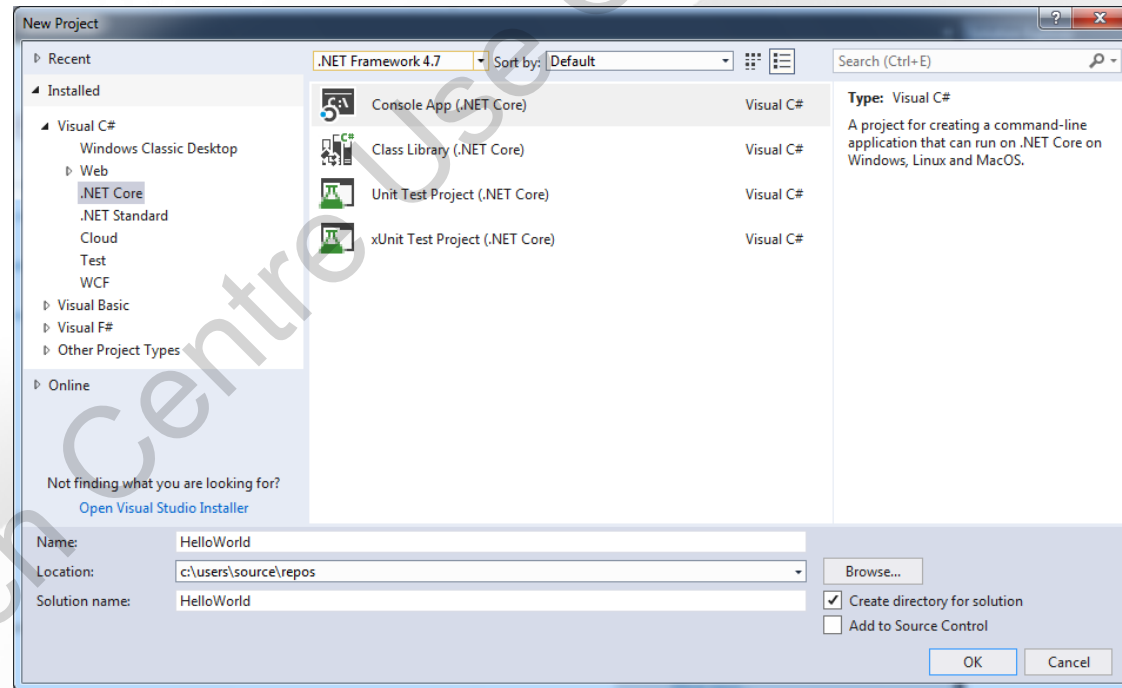 New Project
Recent
.NET Framework 4.7
Sort by: Default
Search (Ctrl+E)
Installed
Visual C#
Windows Classic Desktop
Web
.NET Core
.NET Standard
Cloud
Test
WCF
Visual Basic
Visual F#
Other Project Types
Online
Not finding what you are looking for?
Open Visual Studio Installer
Console App (.NET Core) Visual C#
Class Library (.NET Core) Visual C#
Unit Test Project (.NET Core) Visual C#
xUnit Test Project (.NET Core) Visual C#
Type: Visual C#
A project for creating a command-line
application that can run on .NET Core on
Windows, Linux and MacOS.
Name: HelloWorld
Location: c:\users\source\repos
Browse...
Solution name: HelloWorld
Create directory for solution
Add to Source Control
OK Cancel
Centre Use